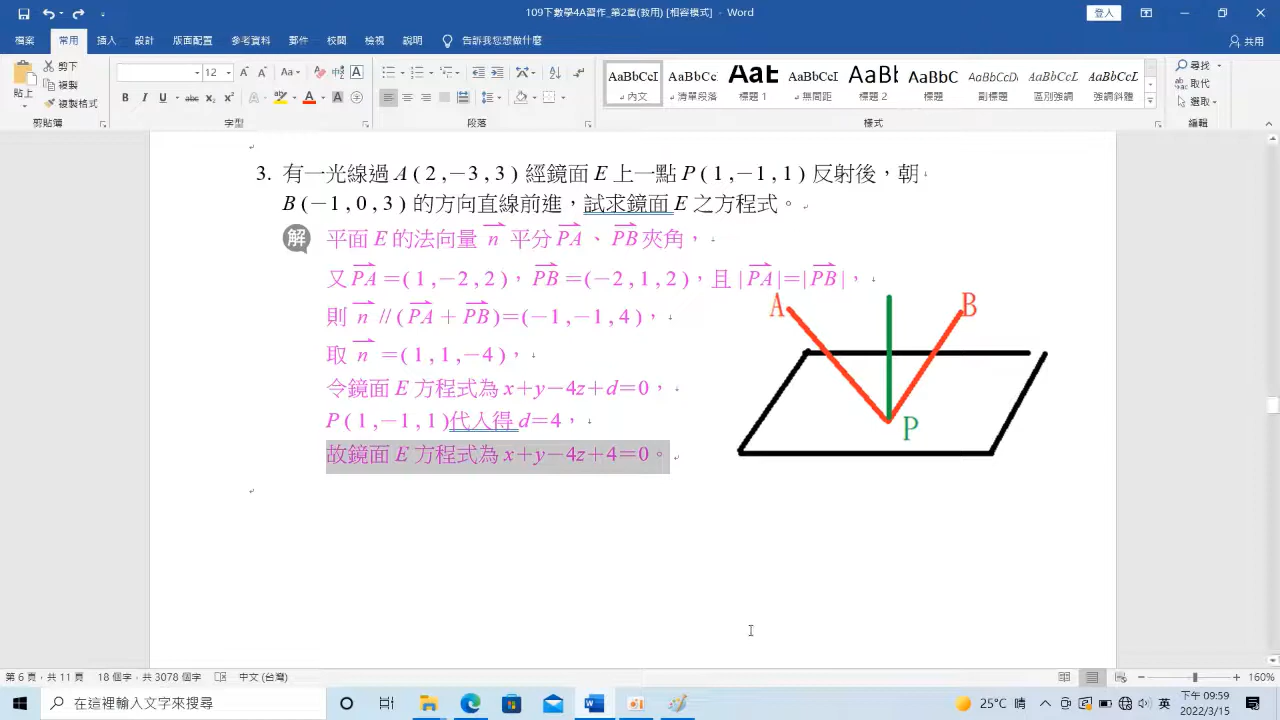 109下數學4A習作_第2章(教用) [相容模式] - Word
登入
檔案 常用 插入 設計 版面配置 參考資料 郵件 校閱 檢視 說明 告訴我您想做什麼 共用
貼上 剪下 複製 複製格式
12
AaBbCcI AaBbCc AaB AaBbCcI AaBb( AaBbC AaBbCcDi AaBbCcI AaBbCcI
內文 清單段落 標題 1 無間距 標題 2 標題 副標題 區別強調 強調斜體
尋找 取代 選取
剪貼簿 字型 段落 樣式 編輯
3. 有一光線過 A(2,−3,3)經鏡面 E 上一點 P(1,−1,1)反射後，朝
B(−1,0,3)的方向直線前進，試求鏡面 E 之方程式。
解 平面 E 的法向量 n 平分 PA、PB 夾角，
又 PA＝(1,−2,2)，PB＝(−2,1,2)，且 |PA|＝|PB|，
則 n //(PA＋PB)＝(−1,−1,4)，
取 n ＝(1,1,−4)，
令鏡面 E 方程式為 x＋y－4z＋d＝0，
P(1,−1,1)代入得 d＝4，
故鏡面 E 方程式為 x＋y－4z＋4＝0。
A B
P
第 6 頁，共 11 頁 18 個字，共 3078 個字 中文 (台灣) 160%
在這裡輸入文字來搜尋
25°C 晴 英 下午 09:59
2022/3/15